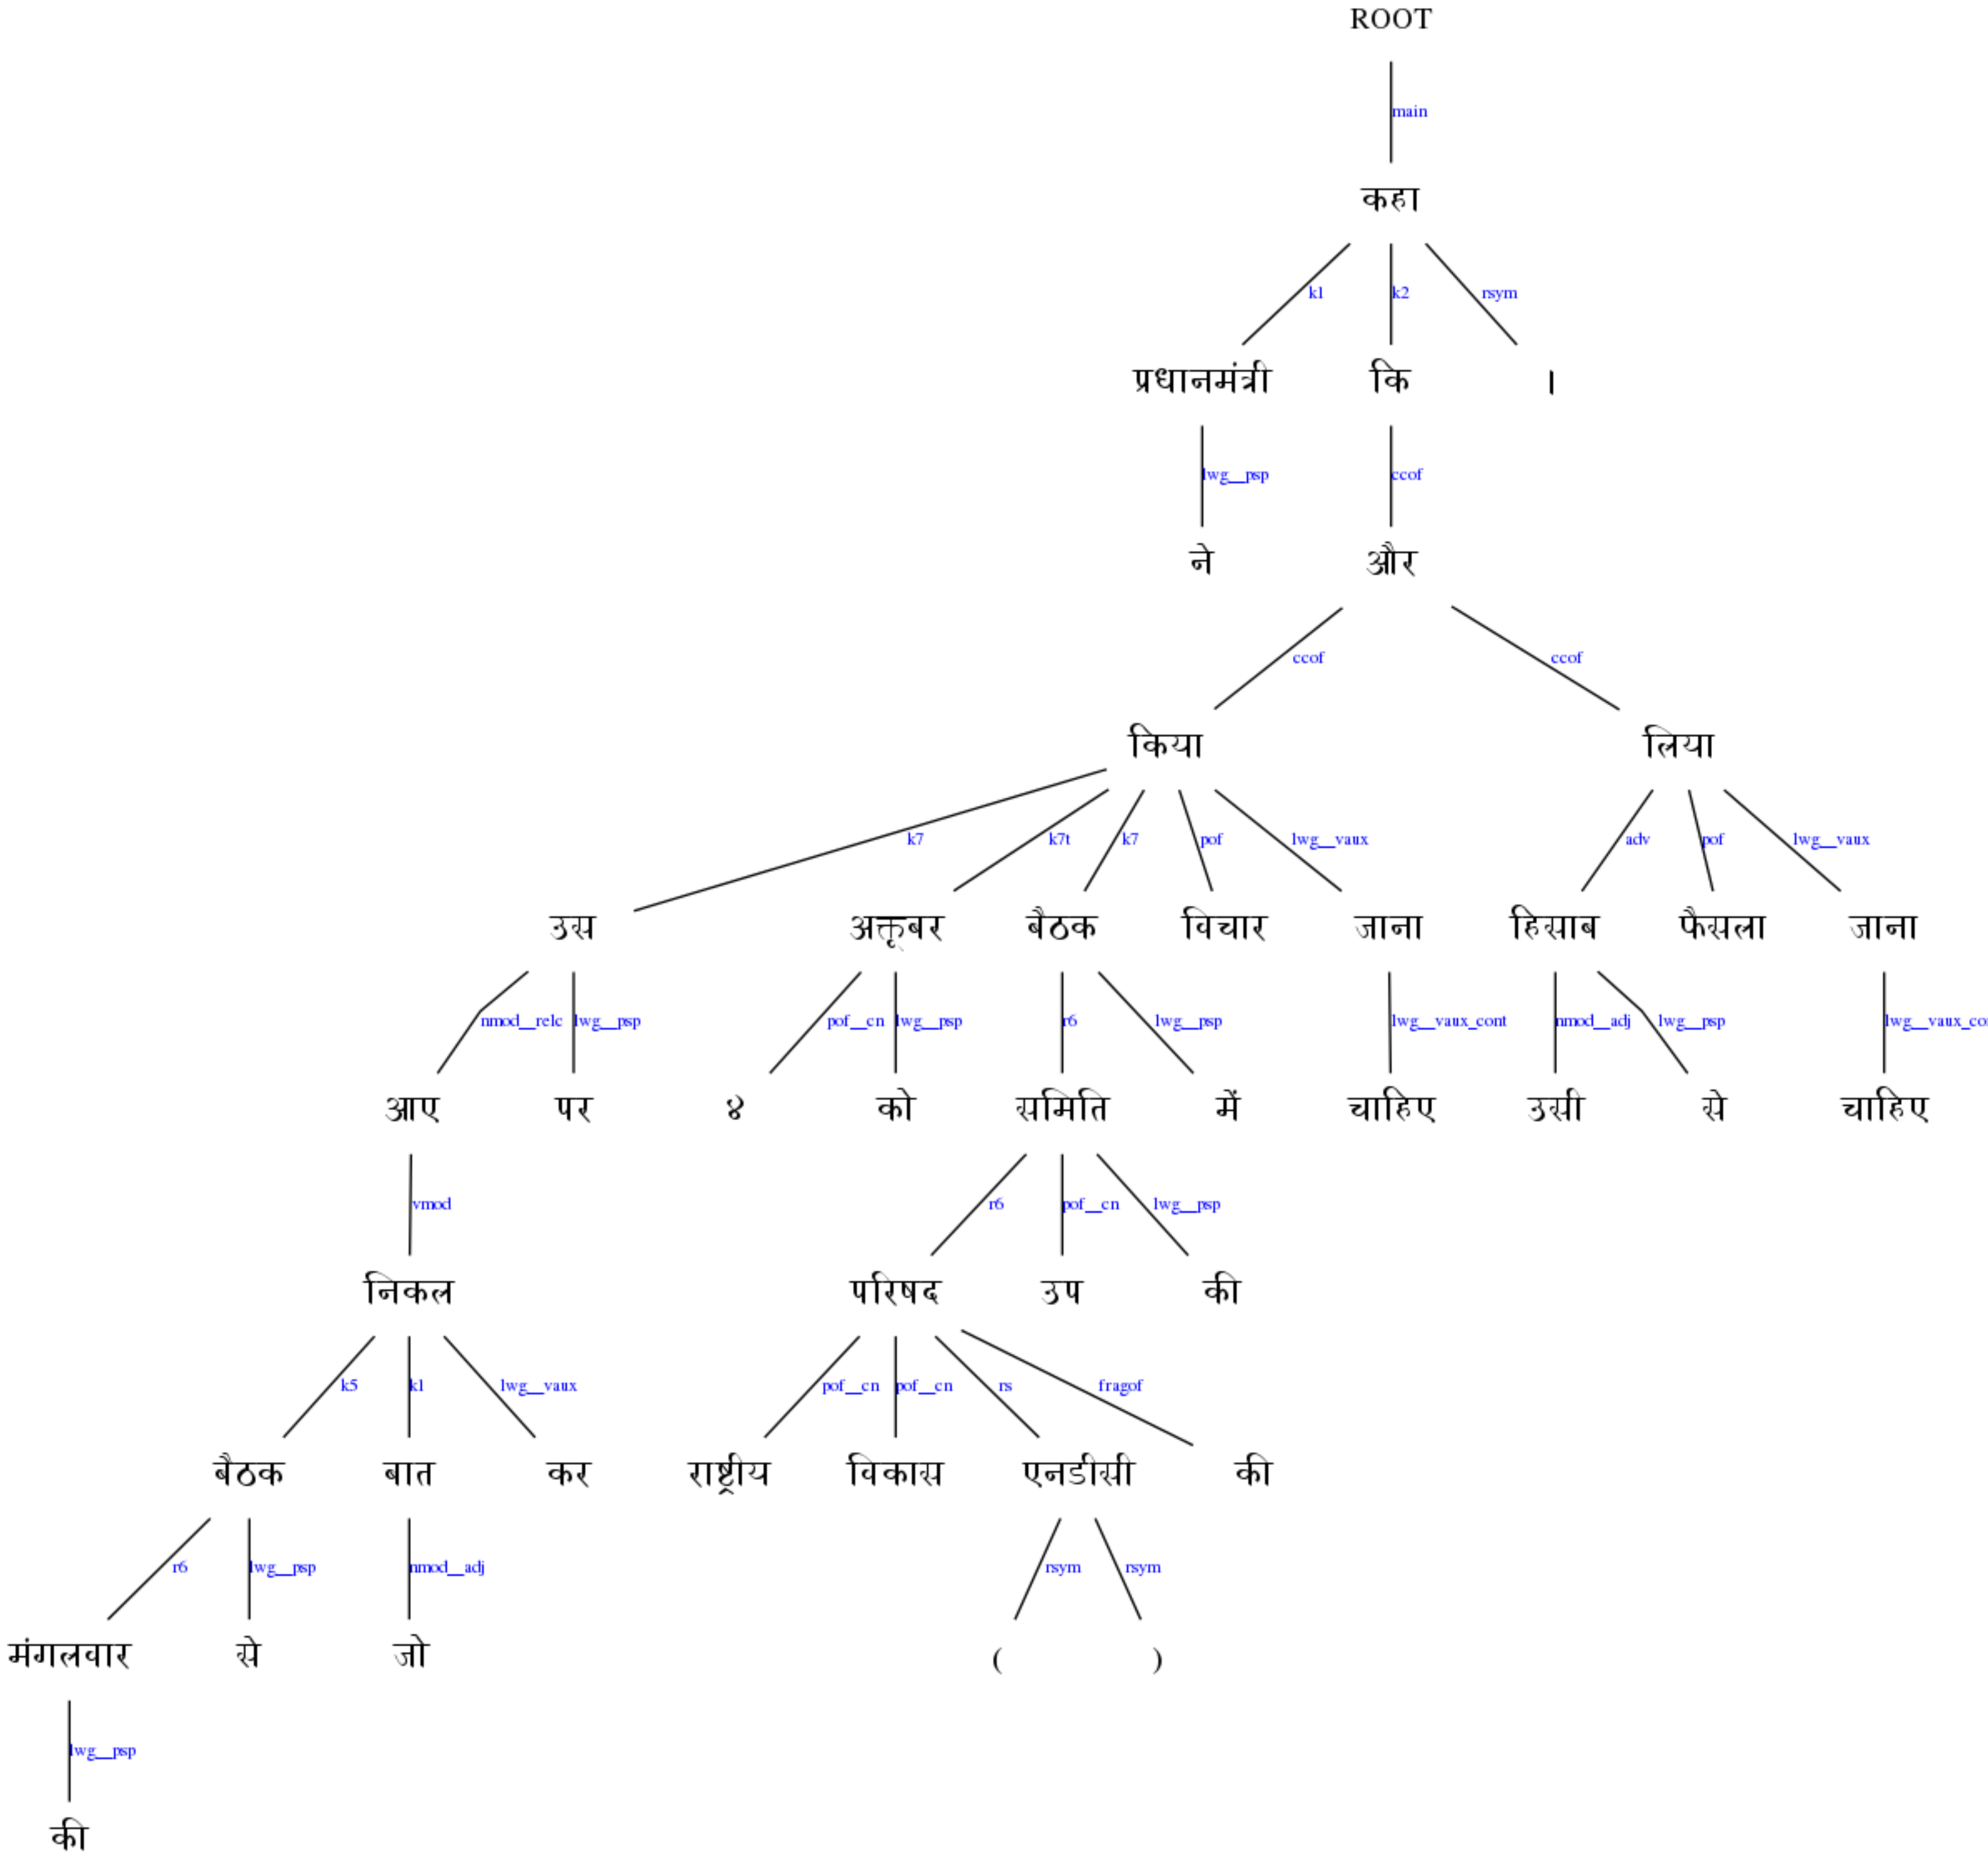 ROOT
main
कहा
k1 k2 rsym
प्रधानमंत्री कि ।
lwg__psp ccof
ने और
ccof ccof
किया लिया
k7 k7t k7 pof lwg__vaux adv pof lwg__vaux
उस अक्तूबर बैठक विचार जाना हिसाब फैसला जाना
nmod__relc lwg__psp pof__cn lwg__psp r6 lwg__psp lwg__vaux_cont nmod__adj lwg__psp lwg__vaux_co
आए पर ४ को समिति में चाहिए उसी से चाहिए
vmod r6 pof__cn lwg__psp
निकल परिषद उप की
k5 k1 lwg__vaux pof__cn pof__cn rs fragof
बैठक बात कर राष्ट्रीय विकास एनडीसी की
r6 lwg__psp nmod__adj rsym rsym
मंगलवार से जो ( )
lwg__psp
की